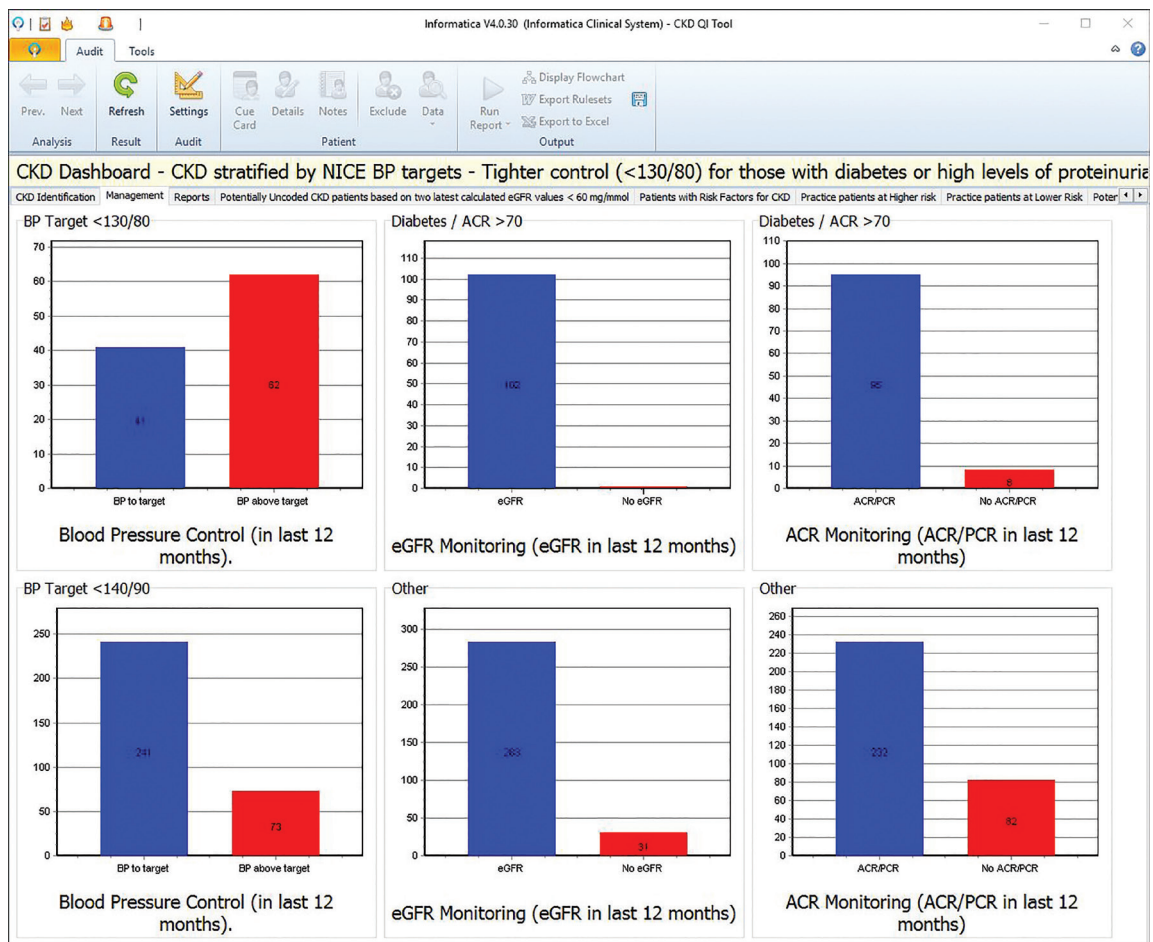 Informatica V4.0.30 (Informatica Clinical System) - CKD QI Tool
Audit Tools
Prev. Next Refresh Settings Cue Card Details Notes Exclude Data Run Report Display Flowchart
Export Rulesets
Export to Excel
Analysis Result Audit Patient Output
CKD Dashboard - CKD stratified by NICE BP targets - Tighter control (<130/80) for those with diabetes or high levels of proteinuria
CKD Identification Management Reports Potentially Uncoded CKD patients based on two latest calculated eGFR values < 60 mg/mmol Patients with Risk Factors for CKD Practice patients at Higher risk Practice patients at Lower Risk Poter
BP Target <130/80
70
60
50
40
30
20
10
0
41
62
BP to target BP above target
Blood Pressure Control (in last 12
months).
Diabetes / ACR >70
110
100
90
80
70
60
50
40
30
20
10
0
102
eGFR No eGFR
eGFR Monitoring (eGFR in last 12 months)
Diabetes / ACR >70
110
100
90
80
70
60
50
40
30
20
10
0
95
8
ACR/PCR No ACR/PCR
ACR Monitoring (ACR/PCR in last 12
months)
BP Target <140/90
250
200
150
100
50
0
241
73
BP to target BP above target
Blood Pressure Control (in last 12
months).
Other
300
250
200
150
100
50
0
283
31
eGFR No eGFR
eGFR Monitoring (eGFR in last 12 months)
Other
260
240
220
200
180
160
140
120
100
80
60
40
20
0
232
82
ACR/PCR No ACR/PCR
ACR Monitoring (ACR/PCR in last 12
months)